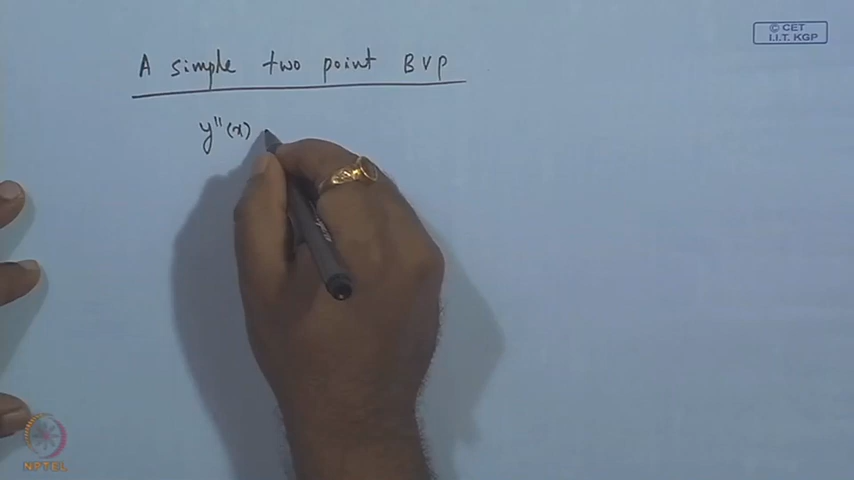 © CET
I.I.T. KGP
A simple two point BVP
y''(x)
NPTEL